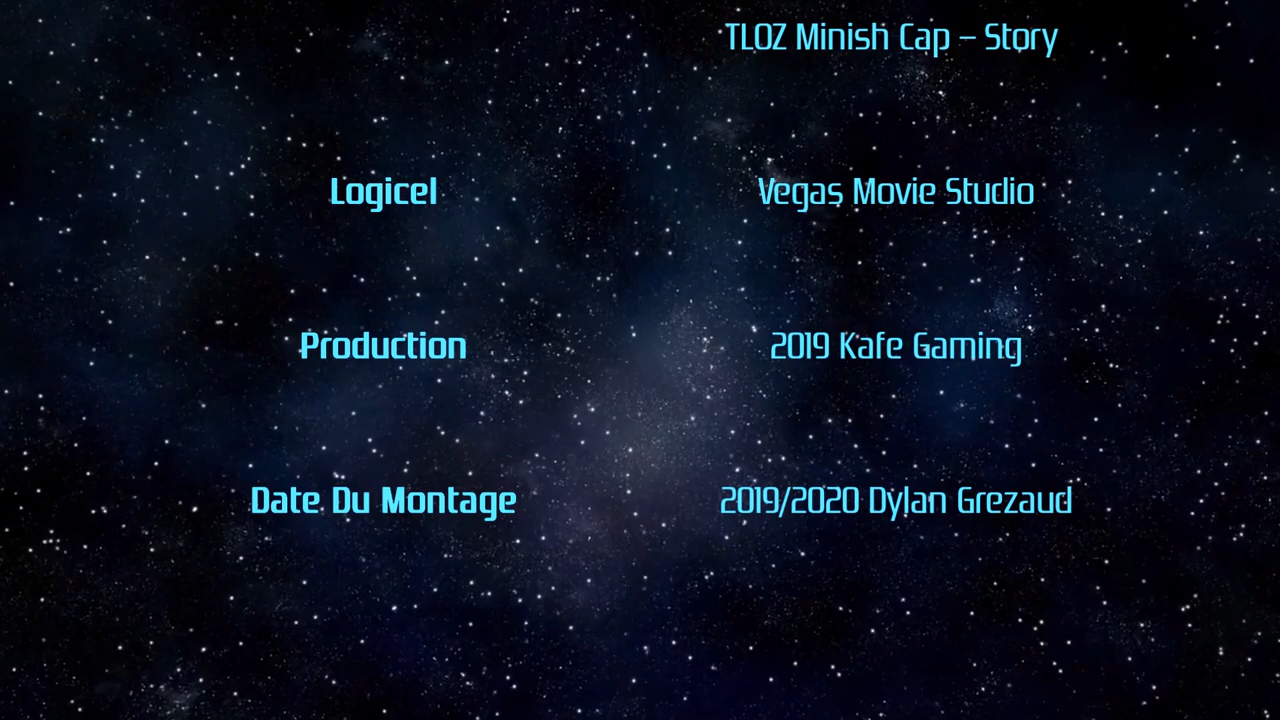 TLOZ Minish Cap – Story
Logicel Vegas Movie Studio
Production 2019 Kafe Gaming
Date Du Montage 2019/2020 Dylan Grezaud